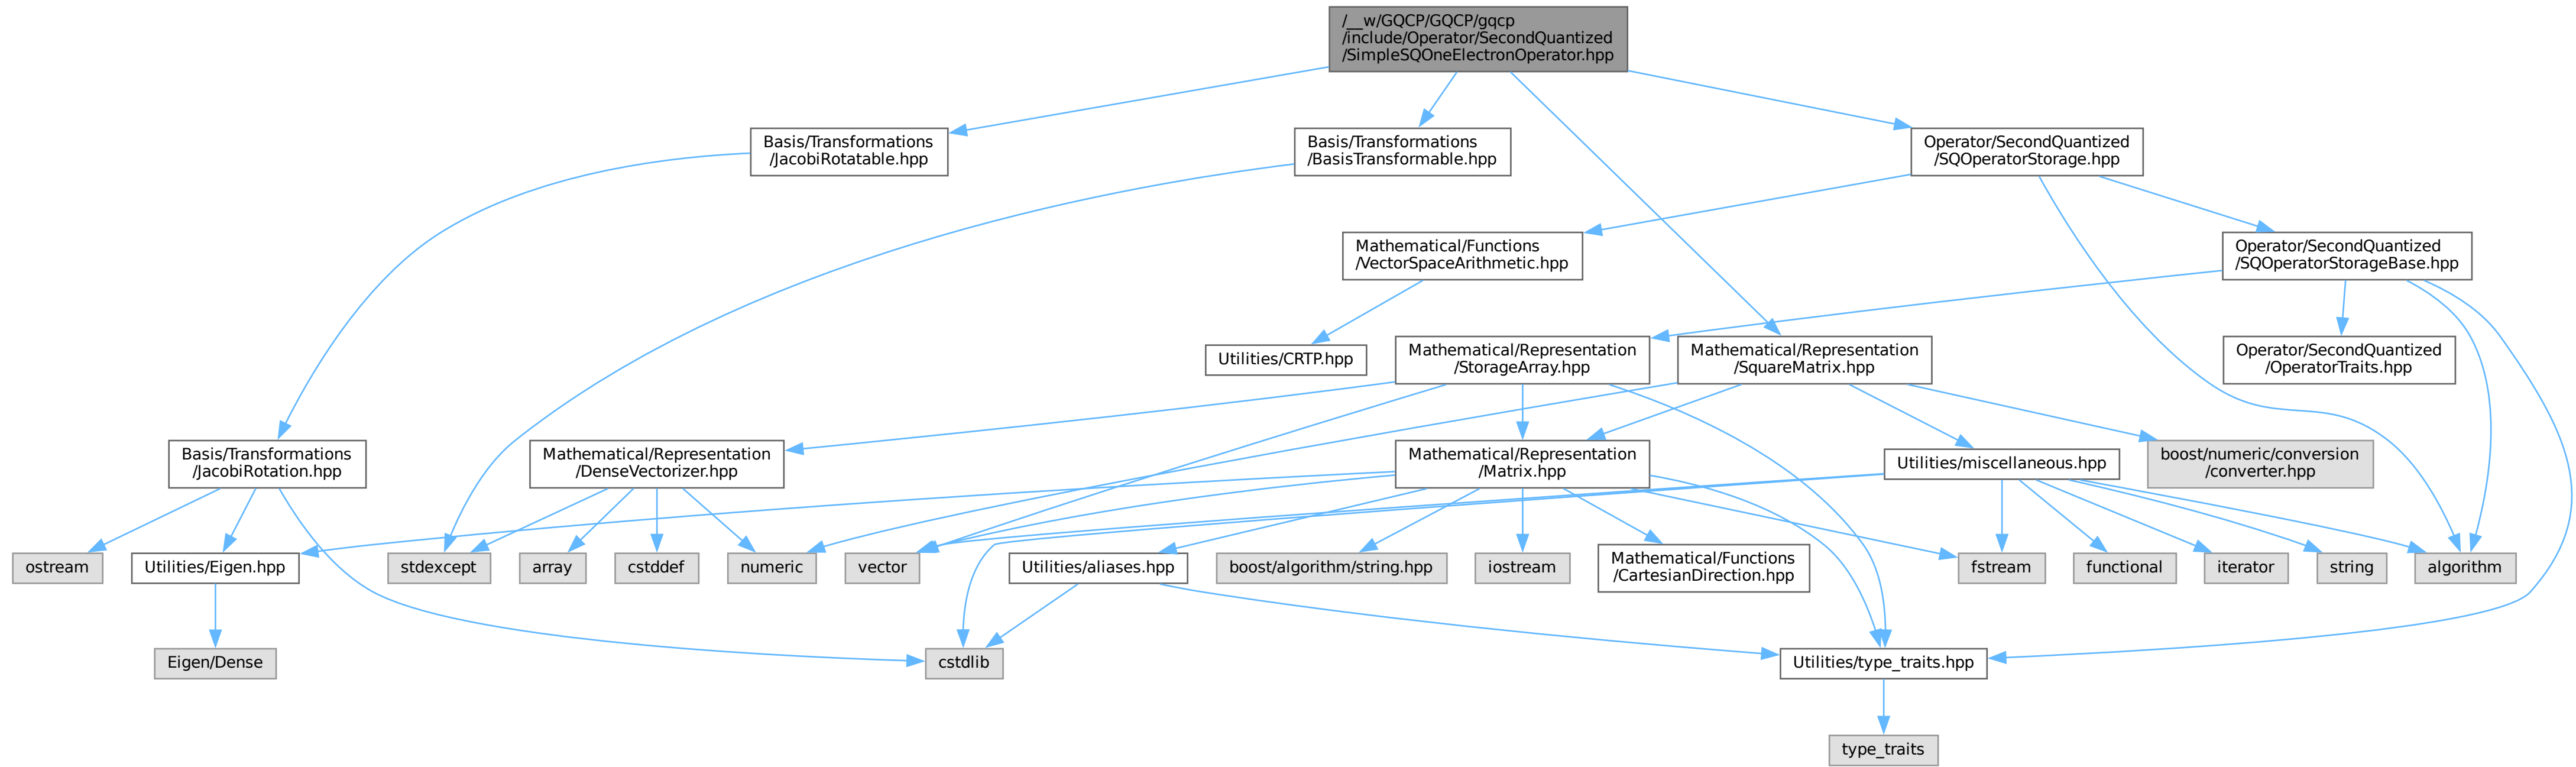 /__w/GQCP/GQCP/gqcp
/include/Operator/SecondQuantized
/SimpleSQOneElectronOperator.hpp
Basis/Transformations
/JacobiRotatable.hpp
Basis/Transformations
/BasisTransformable.hpp
Operator/SecondQuantized
/SQOperatorStorage.hpp
Mathematical/Functions
/VectorSpaceArithmetic.hpp
Operator/SecondQuantized
/SQOperatorStorageBase.hpp
Utilities/CRTP.hpp
Mathematical/Representation
/StorageArray.hpp
Mathematical/Representation
/SquareMatrix.hpp
Operator/SecondQuantized
/OperatorTraits.hpp
Basis/Transformations
/JacobiRotation.hpp
Mathematical/Representation
/DenseVectorizer.hpp
Mathematical/Representation
/Matrix.hpp
Utilities/miscellaneous.hpp
boost/numeric/conversion
/converter.hpp
ostream
Utilities/Eigen.hpp
stdexcept
array
cstddef
numeric
vector
Utilities/aliases.hpp
boost/algorithm/string.hpp
iostream
Mathematical/Functions
/CartesianDirection.hpp
fstream
functional
iterator
string
algorithm
Eigen/Dense
cstdlib
Utilities/type_traits.hpp
type_traits